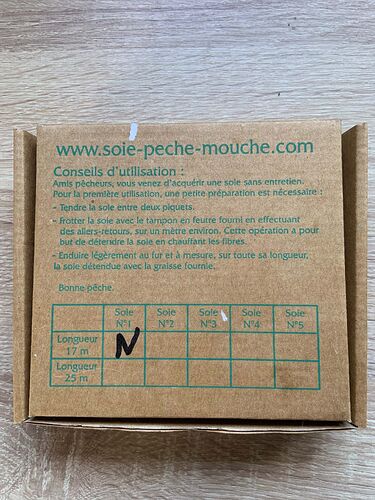 www.soie-peche-mouche.com
Conseils d'utilisation :
Amis pêcheurs, vous venez d'acquérir une soie sans entretien.
Pour la première utilisation, une petite préparation est nécessaire :
- Tendre la soie entre deux piquets.
- Frotter la soie avec le tampon en feutre fourni en effectuant
des allers-retours, sur un mètre environ. Cette opération a pour
but de détendre la soie en chauffant les fibres.
- Enduire légèrement au fur et à mesure, sur toute sa longueur,
la soie détendue avec la graisse fournie.
Bonne pêche.
Soie Soie Soie Soie Soie
N°1 N°2 N°3 N°4 N°5
Longueur
17 m N
Longueur
25 m